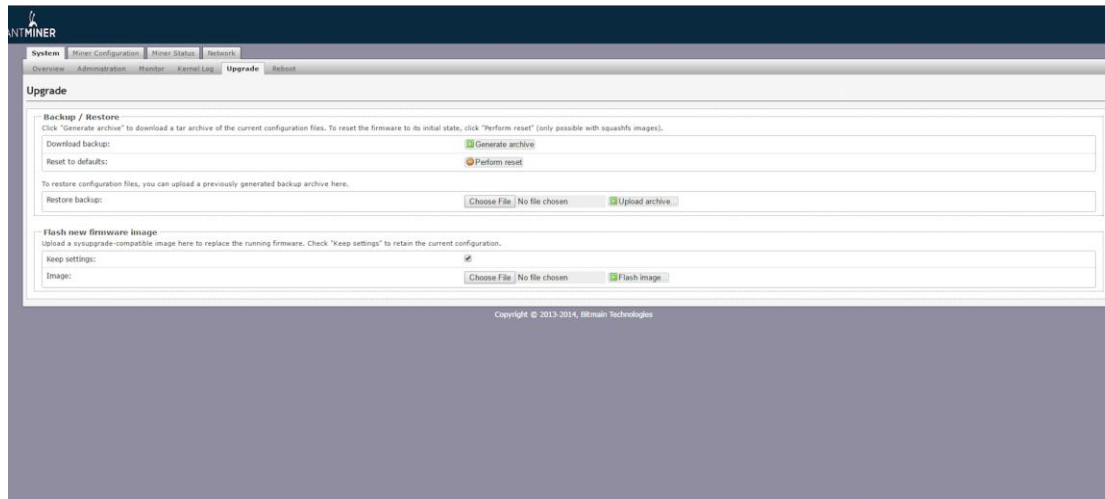 ANTMINER
System Miner Configuration Miner Status Network
Overview Administration Monitor Kernel Log Upgrade Reboot
Upgrade
Backup / Restore
Click "Generate archive" to download a tar archive of the current configuration files. To reset the firmware to its initial state, click "Perform reset" (only possible with squashfs images).
Download backup: Generate archive
Reset to defaults: Perform reset
To restore configuration files, you can upload a previously generated backup archive here.
Restore backup: Choose File No file chosen Upload archive...
Flash new firmware image
Upload a sysupgrade-compatible image here to replace the running firmware. Check "Keep settings" to retain the current configuration.
Keep settings:
Image: Choose File No file chosen Flash image...
Copyright © 2013-2014, Bitmain Technologies